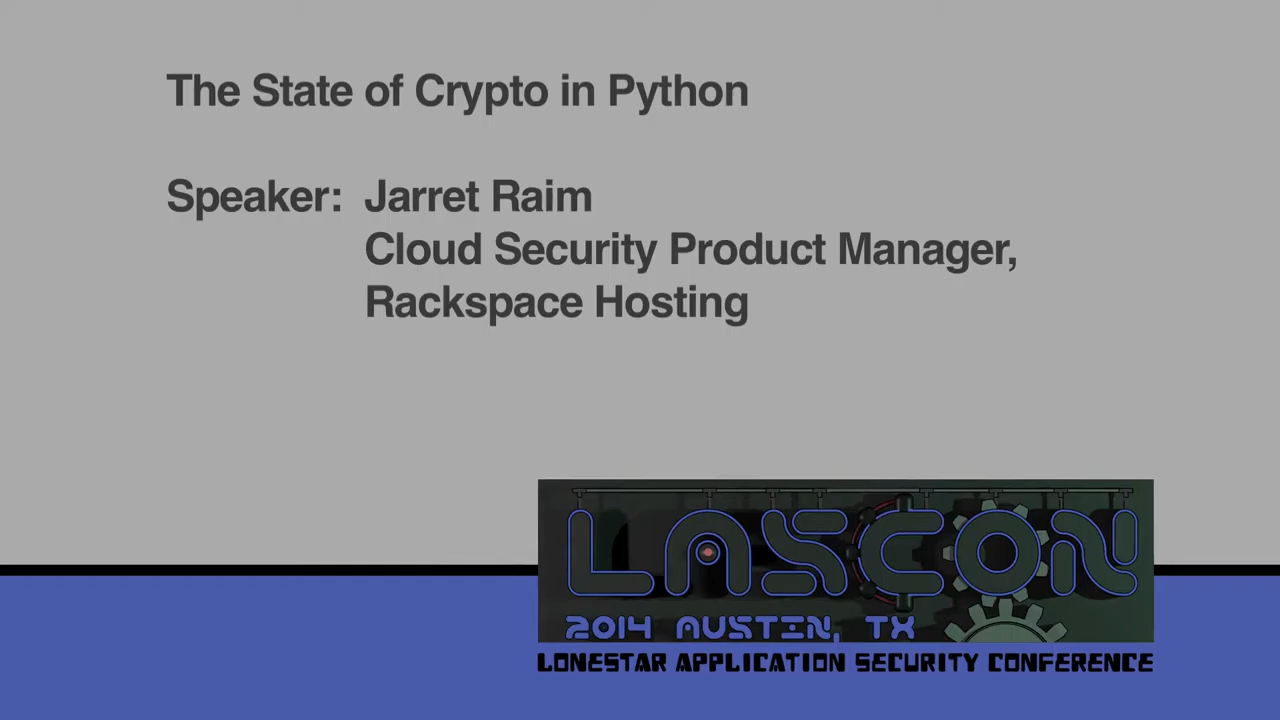 The State of Crypto in Python
Speaker: Jarret Raim
Cloud Security Product Manager,
Rackspace Hosting
LASCON
2014 AUSTIN, TX
LONESTAR APPLICATION SECURITY CONFERENCE